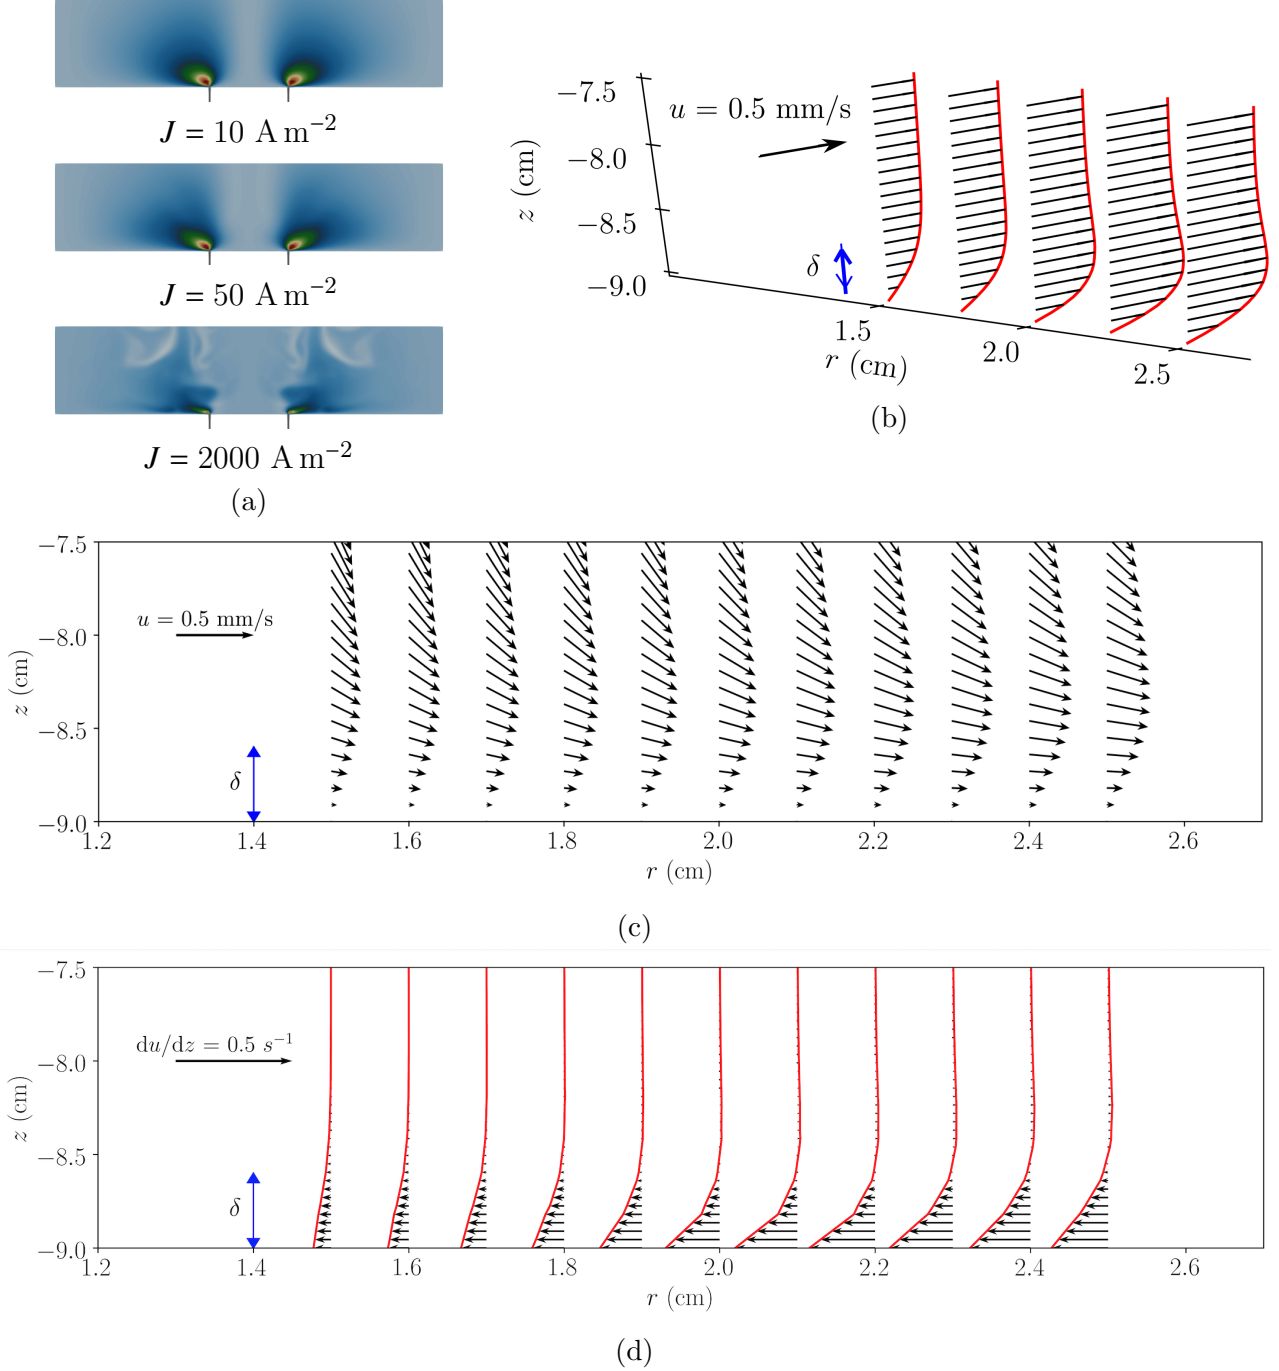 J = 10 A m⁻²
J = 50 A m⁻²
J = 2000 A m⁻²
(a)
−7.5
−8.0
−8.5
−9.0
z (cm)
u = 0.5 mm/s
δ
1.5
2.0
2.5
r (cm)
(b)
−7.5
−8.0
−8.5
−9.0
z (cm)
u = 0.5 mm/s
δ
1.2 1.4 1.6 1.8 2.0 2.2 2.4 2.6
r (cm)
(c)
−7.5
−8.0
−8.5
−9.0
z (cm)
du/dz = 0.5 s⁻¹
δ
1.2 1.4 1.6 1.8 2.0 2.2 2.4 2.6
r (cm)
(d)